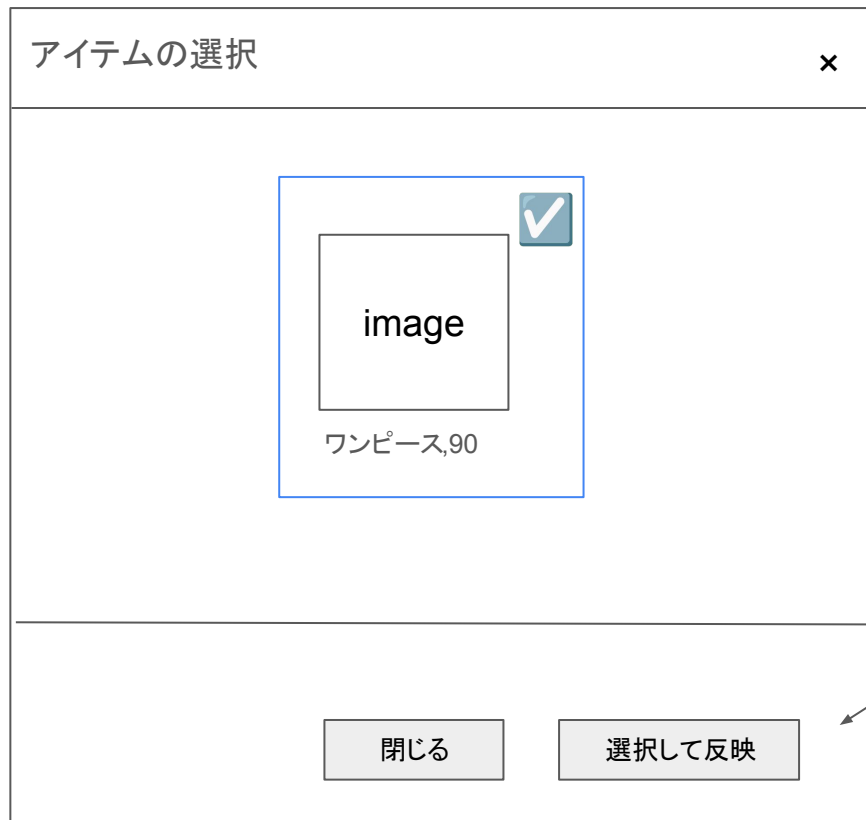 アイテムの選択
×
image
ワンピース,90
閉じる
選択して反映